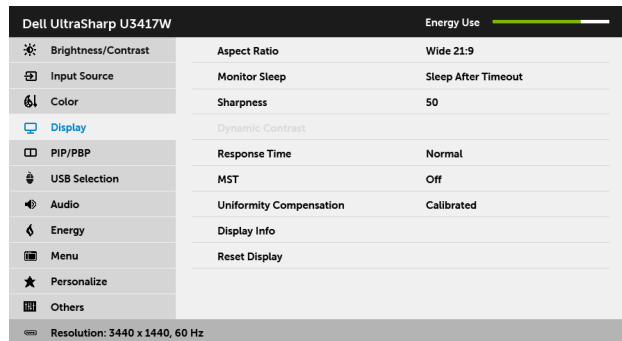 Dell UltraSharp U3417W Energy Use
Brightness/Contrast Aspect Ratio Wide 21:9
Input Source Monitor Sleep Sleep After Timeout
Color Sharpness 50
Display Dynamic Contrast
PIP/PBP Response Time Normal
USB Selection MST Off
Audio Uniformity Compensation Calibrated
Energy Display Info
Menu Reset Display
Personalize
Others
Resolution: 3440 x 1440, 60 Hz